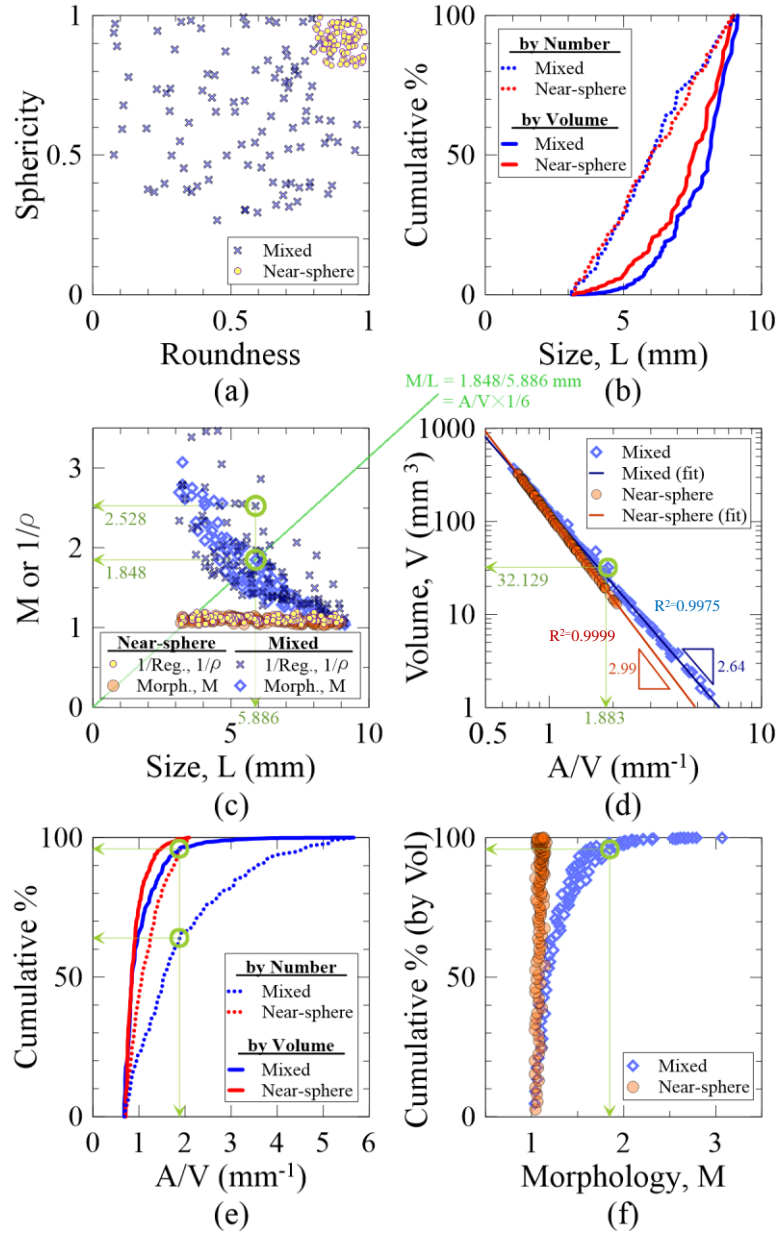 1
0.5
0
Sphericity
Mixed
Near-sphere
0
0.5
1
Roundness
(a)
100
50
0
Cumulative %
by Number
Mixed
Near-sphere
by Volume
Mixed
Near-sphere
0
5
10
Size, L (mm)
(b)
M/L = 1.848/5.886 mm
= A/V×1/6
3
2
1
0
M or 1/ρ
2.528
1.848
Near-sphere
1/Reg., 1/ρ
Morph., M
Mixed
1/Reg., 1/ρ
Morph., M
5.886
0
5
10
Size, L (mm)
(c)
1000
100
10
1
Volume, V (mm³)
Mixed
Mixed (fit)
Near-sphere
Near-sphere (fit)
32.129
R²=0.9975
R²=0.9999
2.99
2.64
1.883
0.5
1
10
A/V (mm⁻¹)
(d)
100
50
0
Cumulative %
by Number
Mixed
Near-sphere
by Volume
Mixed
Near-sphere
0
1
2
3
4
5
6
A/V (mm⁻¹)
(e)
100
50
0
Cumulative % (by Vol)
Mixed
Near-sphere
1
2
3
Morphology, M
(f)